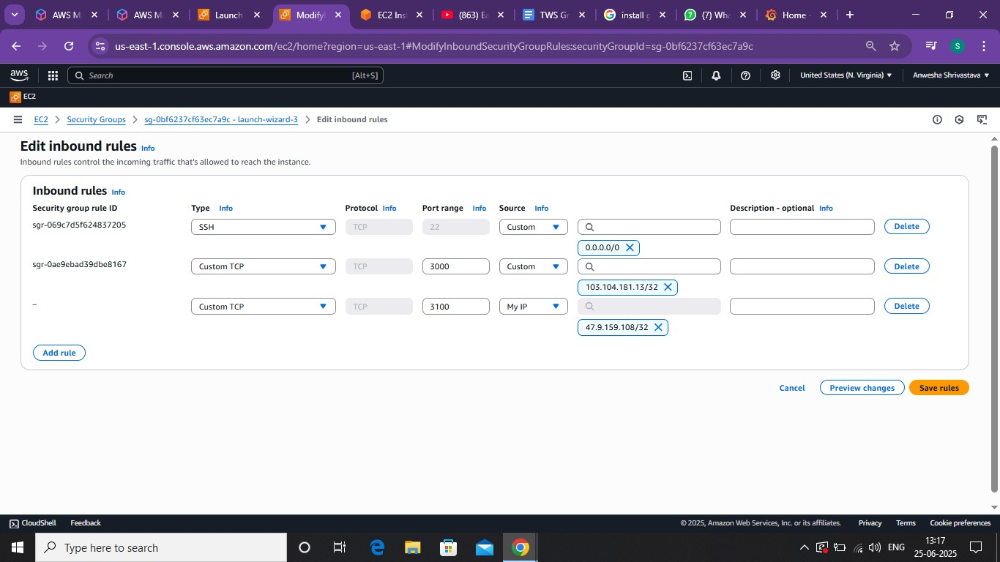 AWS M
AWS M
Launch
Modify
EC2 Ins
(863) Ea
TWS Gr
install g
(7) Wha
Home -
us-east-1.console.aws.amazon.com/ec2/home?region=us-east-1#ModifyInboundSecurityGroupRules:securityGroupId=sg-0bf6237cf63ec7a9c
S
aws
Search
[Alt+S]
United States (N. Virginia)
Anwesha Shrivastava
EC2
EC2 > Security Groups > sg-0bf6237cf63ec7a9c - launch-wizard-3 > Edit inbound rules
Edit inbound rules Info
Inbound rules control the incoming traffic that's allowed to reach the instance.
Inbound rules Info
Security group rule ID Type Info Protocol Info Port range Info Source Info Description - optional Info
sgr-069c7d5f624837205 SSH TCP 22 Custom Delete
0.0.0.0/0
sgr-0ae9ebad39dbe8167 Custom TCP TCP 3000 Custom Delete
103.104.181.13/32
– Custom TCP TCP 3100 My IP Delete
47.9.159.108/32
Add rule
Cancel Preview changes Save rules
CloudShell Feedback © 2025, Amazon Web Services, Inc. or its affiliates. Privacy Terms Cookie preferences
Type here to search
ENG
13:17
25-06-2025